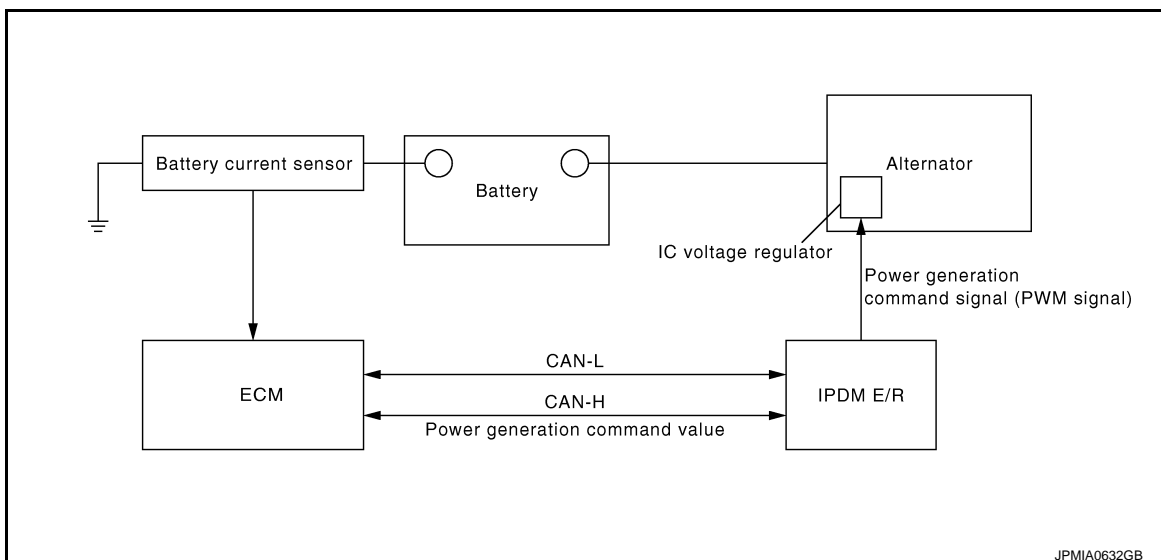 Battery current sensor
Battery
Alternator
IC voltage regulator
Power generation
command signal (PWM signal)
ECM
CAN-L
CAN-H
Power generation command value
IPDM E/R
JPMIA0632GB